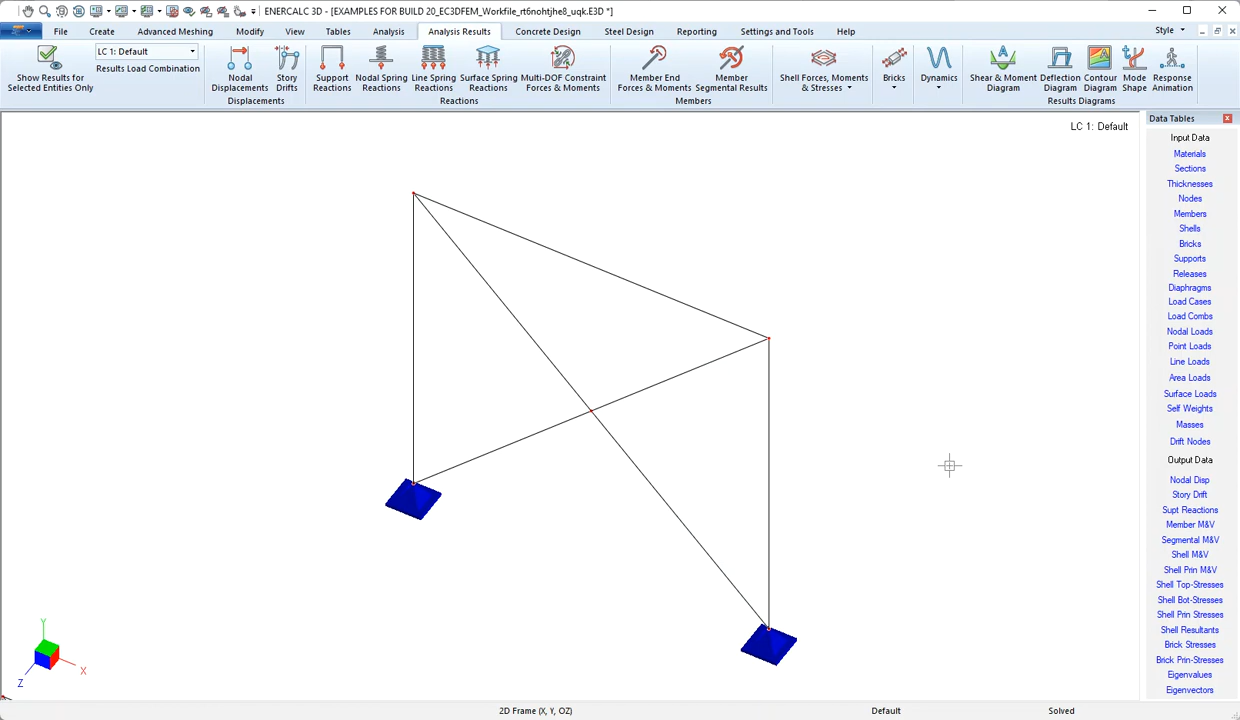 ENERCALC 3D - [EXAMPLES FOR BUILD 20_EC3DFEM_Workfile_rt6nohtjhe8_uqk.E3D *]
File Create Advanced Meshing Modify View Tables Analysis Analysis Results Concrete Design Steel Design Reporting Settings and Tools Help Style
Show Results for
Selected Entities Only
LC 1: Default
Results Load Combination
Nodal
Displacements
Story
Drifts
Displacements
Support
Reactions
Nodal Spring
Reactions
Line Spring
Reactions
Surface Spring
Reactions
Multi-DOF Constraint
Forces & Moments
Reactions
Member End
Forces & Moments
Member
Segmental Results
Members
Shell Forces, Moments
& Stresses
Bricks
Dynamics
Shear & Moment
Diagram
Deflection
Diagram
Contour
Diagram
Mode
Shape
Response
Animation
Results Diagrams
LC 1: Default
Data Tables
Input Data
Materials
Sections
Thicknesses
Nodes
Members
Shells
Bricks
Supports
Releases
Diaphragms
Load Cases
Load Combs
Nodal Loads
Point Loads
Line Loads
Area Loads
Surface Loads
Self Weights
Masses
Drift Nodes
Output Data
Nodal Disp
Story Drift
Supt Reactions
Member M&V
Segmental M&V
Shell M&V
Shell Prin M&V
Shell Top-Stresses
Shell Bot-Stresses
Shell Prin Stresses
Shell Resultants
Brick Stresses
Brick Prin-Stresses
Eigenvalues
Eigenvectors
Y
X
Z
2D Frame (X, Y, OZ)
Default
Solved